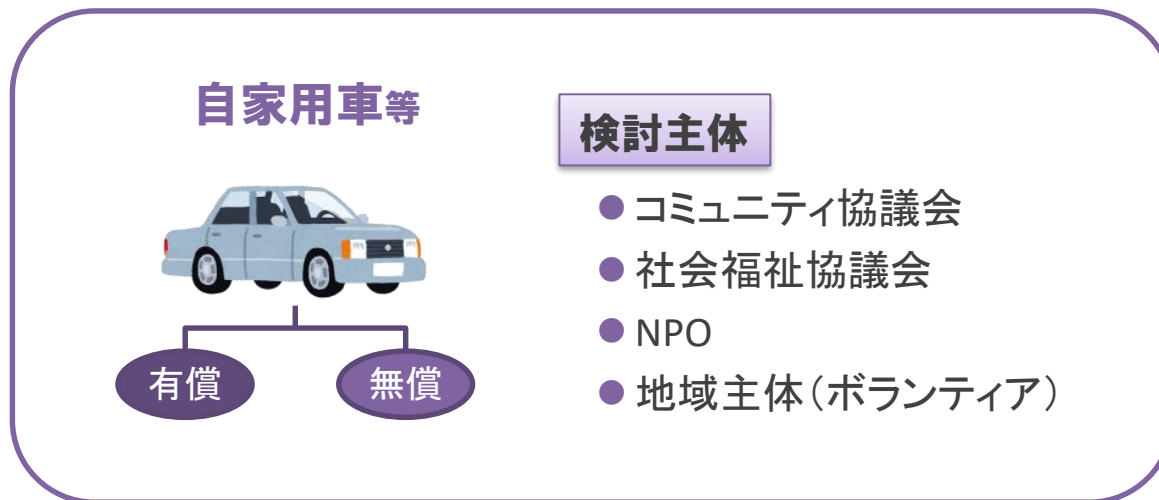 自家用車等
有償
無償
検討主体
● コミュニティ協議会
● 社会福祉協議会
● NPO
● 地域主体（ボランティア）